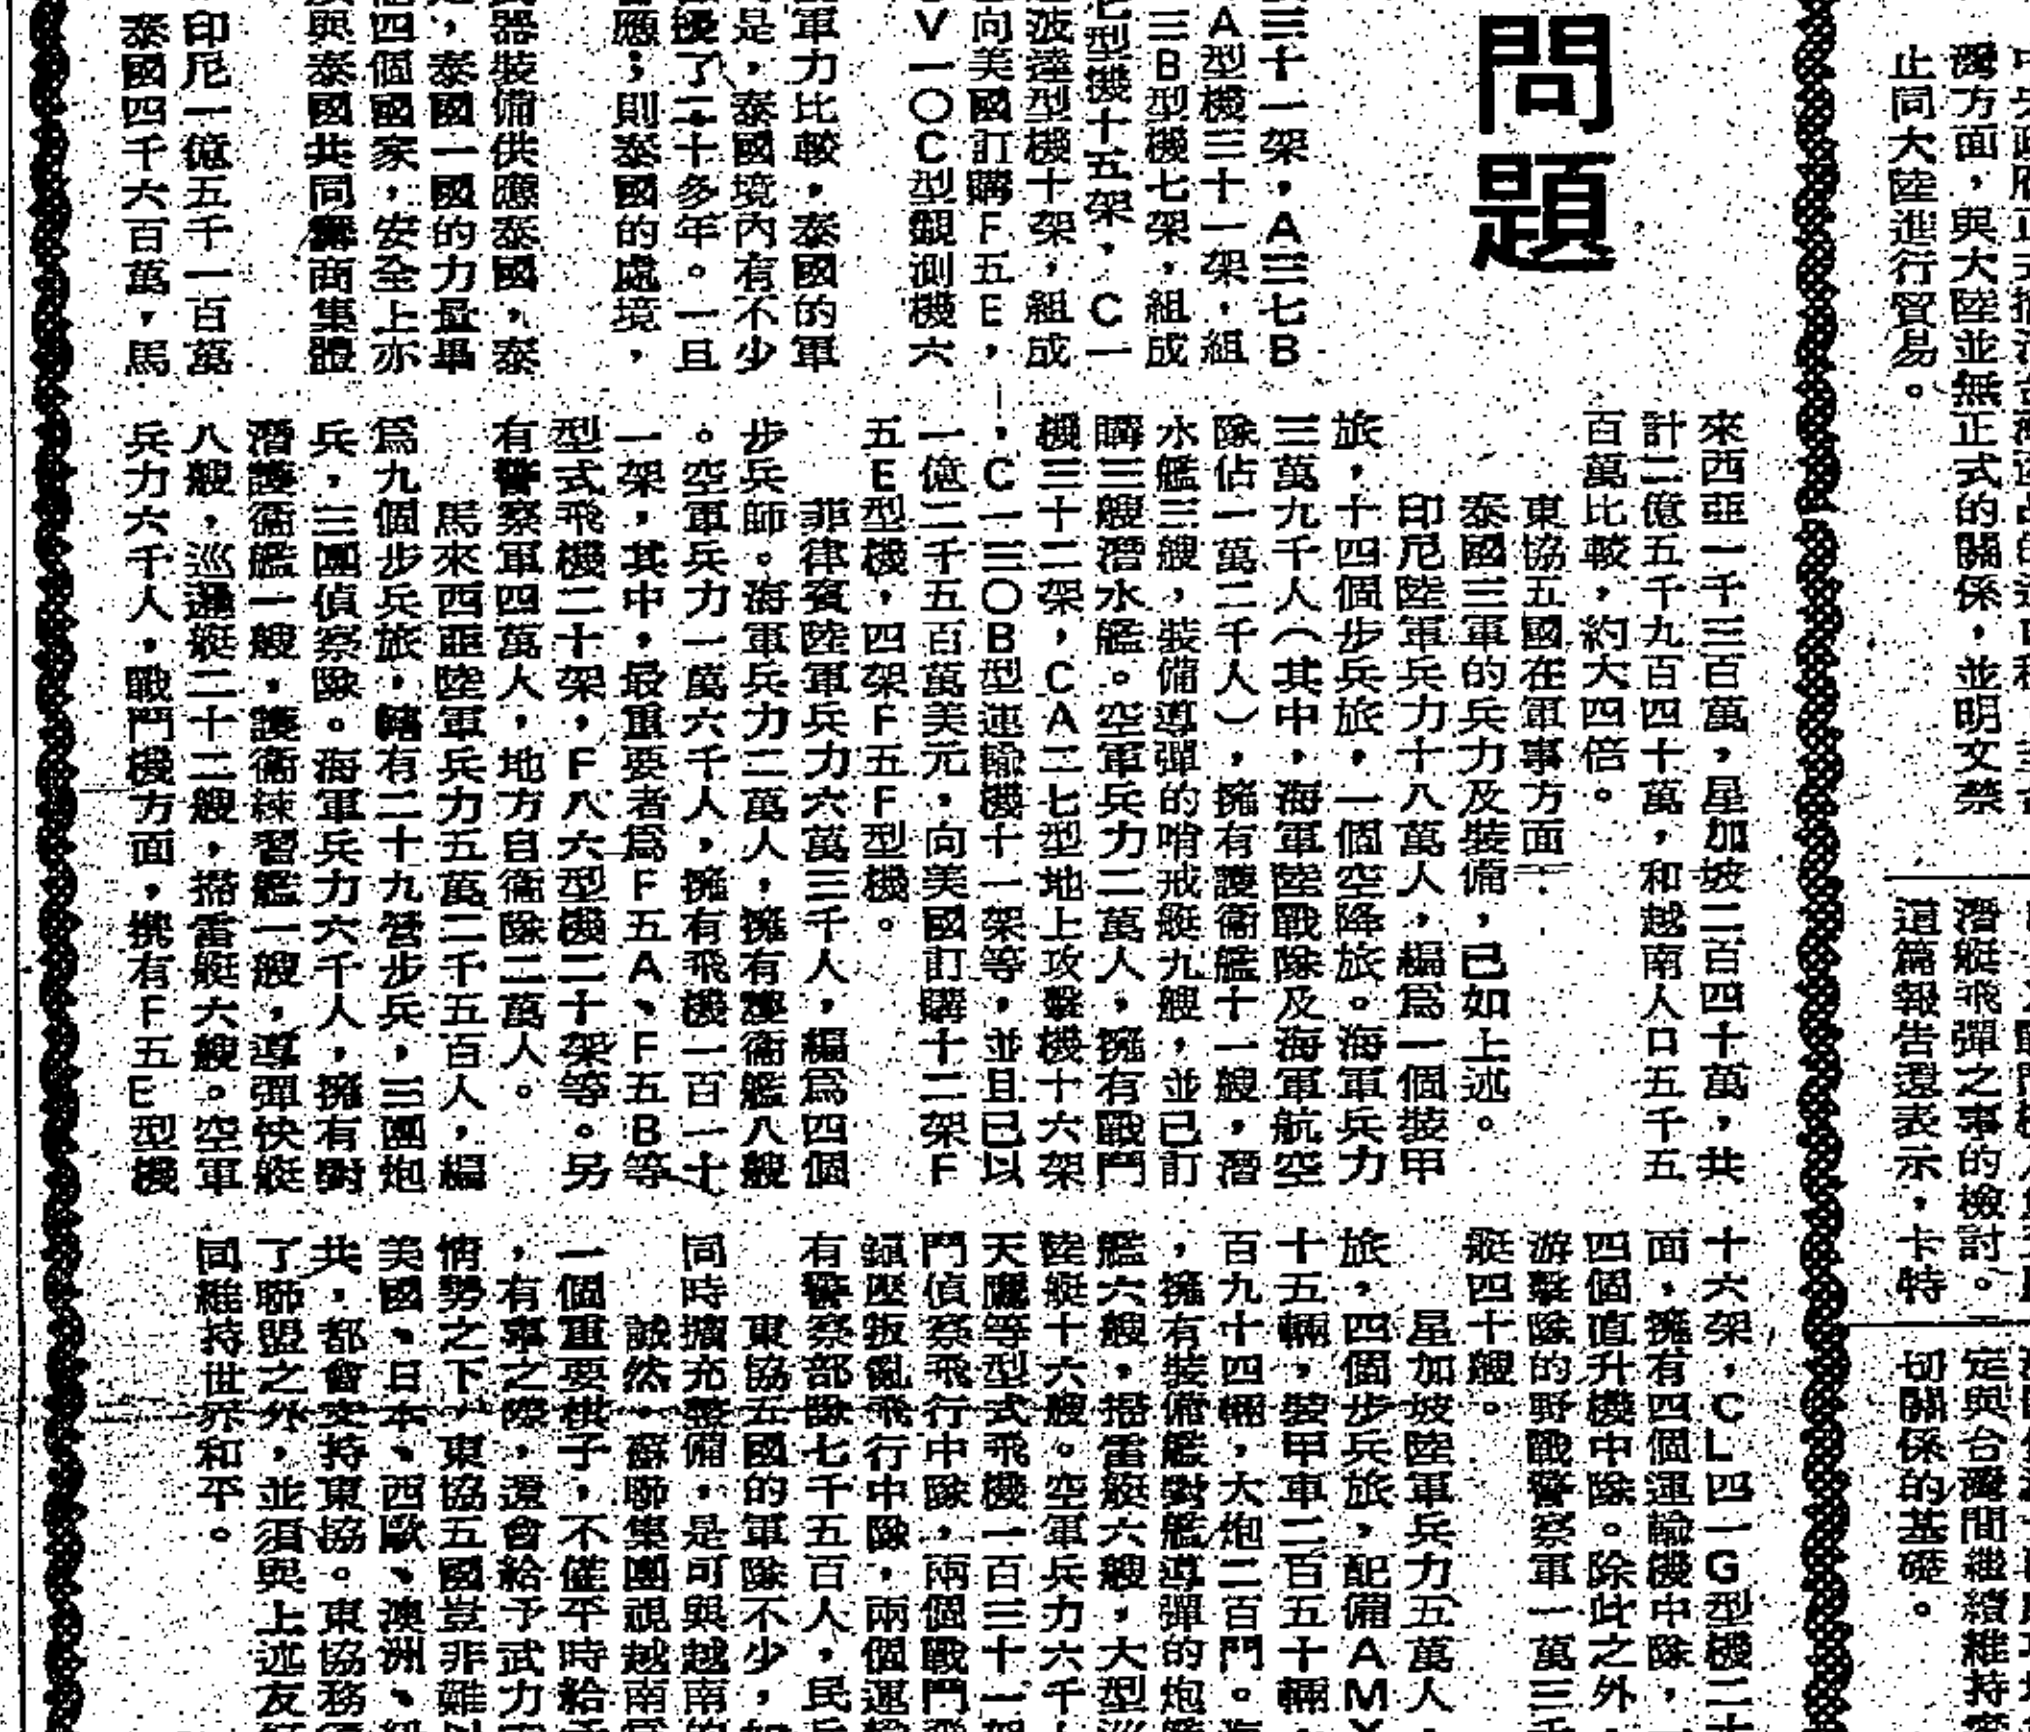 灣方面，與大陸並無正式的關係，並明文禁
止同大陸進行貿易。
潛艇飛彈之事的檢討。
這篇報告還表示，卡特
定與台灣間繼續維持密
切關係的基礎。
問題
三十一架，A三七B
A型機三十一架，組
三B型機七架，組成
型機十五架，C一
波達型機十架，組成
向美國訂購F五E，
V一〇C型觀測機六
軍力比較，泰國的軍
是，泰國境內有不少
擾了二十多年。一旦
應；則泰國的處境，
器裝備供應泰國，泰
，泰國一國的力量畢
四個國家，安全上亦
與泰國共同籌商集體
印尼一億五千一百萬
泰國四千六百萬，馬
來西亞一千三百萬，星加坡二百四十萬，共
計二億五千九百四十萬，和越南人口五千五
百萬比較，約大四倍。
東協五國在軍事方面：
泰國三軍的兵力及裝備，已如上述。
印尼陸軍兵力十八萬人，編爲一個裝甲
旅，十四個步兵旅，一個空降旅。海軍兵力
三萬九千人（其中，海軍陸戰隊及海軍航空
隊佔一萬二千人），擁有護衞艦十一艘，潛
水艦三艘，裝備導彈的哨戒艇九艘，並已訂
購三艘潛水艦。空軍兵力二萬人，擁有戰鬥
機三十二架，CA二七型地上攻擊機十六架
，C一三〇B型運輸機十一架等，並且已以
一億二千五百萬美元，向美國訂購十二架F
五E型機，四架F五F型機。
菲律賓陸軍兵力六萬三千人，編爲四個
步兵師。海軍兵力二萬人，擁有護衞艦八艘
。空軍兵力一萬六千人，擁有飛機一百一十
一架，其中，最重要者爲F五A、F五B等
型式飛機二十架，F八六型機二十架等。另
有警察軍四萬人，地方自衞隊二萬人。
馬來西亞陸軍兵力五萬二千五百人，編
爲九個步兵旅，轄有二十九營步兵，三團炮
兵，三團偵察隊。海軍兵力六千人，擁有對
潛護衞艦一艘，護衞練習艦一艘，導彈快艇
八艘，巡邏艇二十二艘，掃雷艇六艘。空軍
兵力六千人，戰鬥機方面，携有F五E型機
十六架，CL四一G型機二十
面，擁有四個運輸機中隊，
四個直升機中隊。除此之外
游擊隊的野戰警察軍一萬三千
艇四十艘。
星加坡陸軍兵力五萬人，
旅，四個步兵旅，配備AMX
十五輛，裝甲車二百五十輛
百九十四輛，大炮二百門。海
，擁有裝備艦對艦導彈的炮艇
艦六艘，掃雷艇六艘，大型巡
陸艇十六艘。空軍兵力六千人
天鷹等型式飛機一百三十一架
門偵察飛行中隊，兩個戰鬥飛
鎮壓叛亂飛行中隊，兩個運輸
有警察部隊七千五百人，民兵
東協五國的軍隊不少，如
同時擴充整備，是可與越南的
誠然，蘇聯集團視越南爲
一個重要棋子，不僅平時給予
，有事之際，還會給予武力
情勢之下，東協五國豈非難以
美國、日本、西歐、澳洲、紐
共，都會支持東協。東協務須
了聯盟之外，並須與上述友好
同維持世界和平。